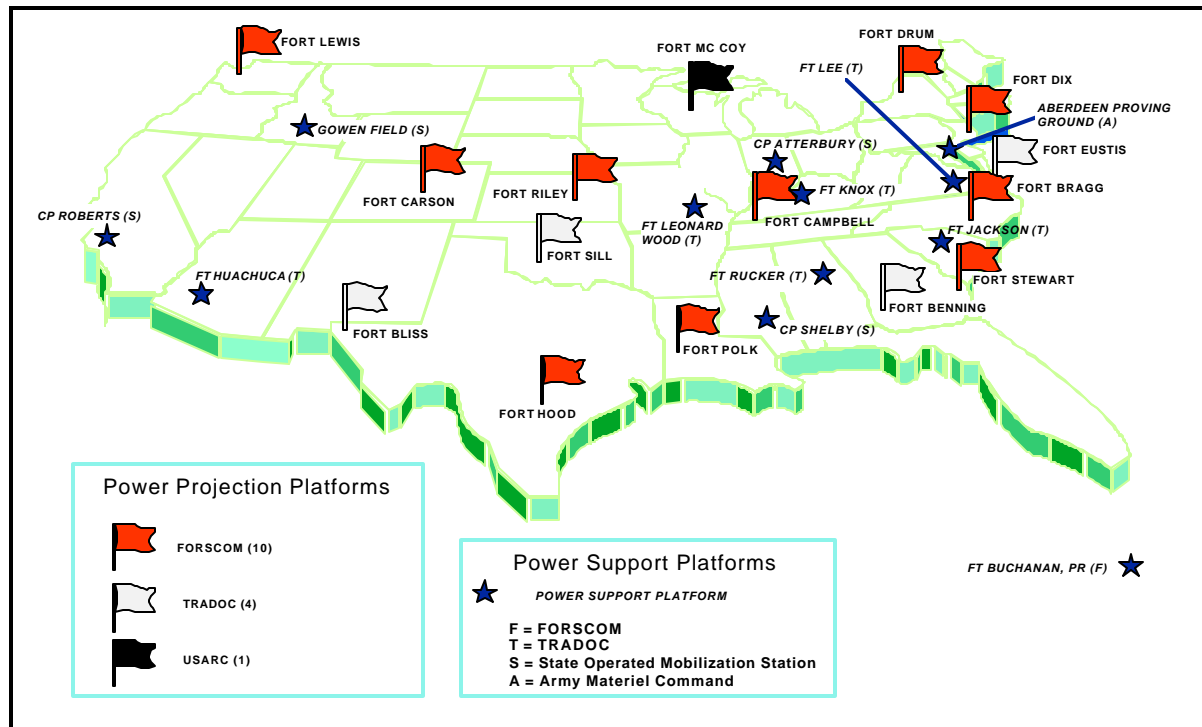 FORT LEWIS
FORT MC COY
FORT DRUM
FT LEE (T)
FORT DIX
ABERDEEN PROVING
GROUND (A)
GOWEN FIELD (S)
CP ATTERBURY (S)
FORT EUSTIS
FORT CARSON
FORT RILEY
FT KNOX (T)
FORT BRAGG
CP ROBERTS (S)
FT LEONARD
WOOD (T)
FORT CAMPBELL
FT JACKSON (T)
FORT SILL
FT HUACHUCA (T)
FT RUCKER (T)
FORT STEWART
FORT BENNING
FORT BLISS
CP SHELBY (S)
FORT POLK
FORT HOOD
Power Projection Platforms
FORSCOM (10)
TRADOC (4)
USARC (1)
Power Support Platforms
POWER SUPPORT PLATFORM
F = FORSCOM
T = TRADOC
S = State Operated Mobilization Station
A = Army Materiel Command
FT BUCHANAN, PR (F)